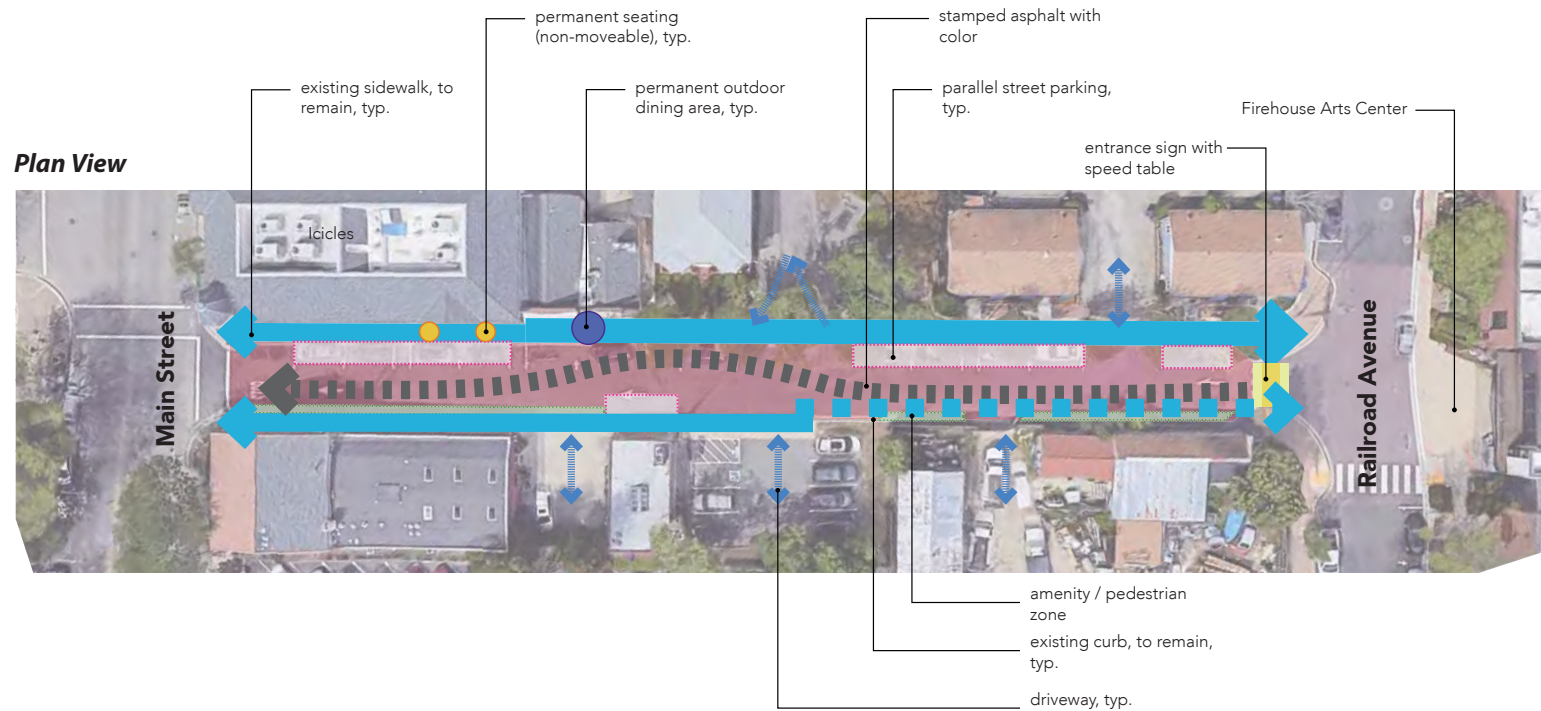 permanent seating
(non-moveable), typ.
stamped asphalt with
color
existing sidewalk, to
remain, typ.
permanent outdoor
dining area, typ.
parallel street parking,
typ.
Firehouse Arts Center
entrance sign with
speed table
Plan View
Icicles
Main Street
Railroad Avenue
amenity / pedestrian
zone
existing curb, to remain,
typ.
driveway, typ.